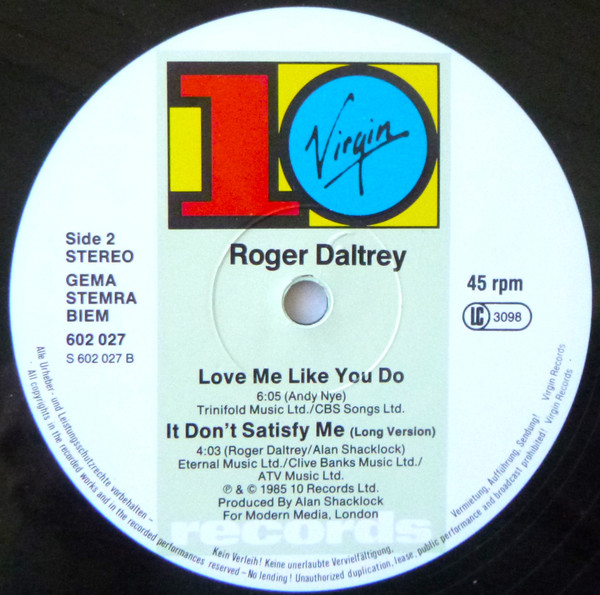 10
Virgin
Roger Daltrey
Side 2
STEREO
GEMA
STEMRA
BIEM
602 027
S 602 027 B
45 rpm
LC 3098
Love Me Like You Do
6:05 (Andy Nye)
Trinifold Music Ltd./CBS Songs Ltd.
It Don't Satisfy Me (Long Version)
4:03 (Roger Daltrey/Alan Shacklock)
Eternal Music Ltd./Clive Banks Music Ltd./
ATV Music Ltd.
℗ & © 1985 10 Records Ltd.
Produced By Alan Shacklock
For Modern Media, London
records
Alle Urheber- und Leistungsschutzrechte vorbehalten – Kein Verleih! Keine unerlaubte Vervielfältigung, Vermietung, Aufführung, Sendung! Virgin Records
· All copyrights in the recorded works and in the recorded performances reserved – No lending! Unauthorized duplication, lease, public performance and broadcast prohibited! Virgin Records ·